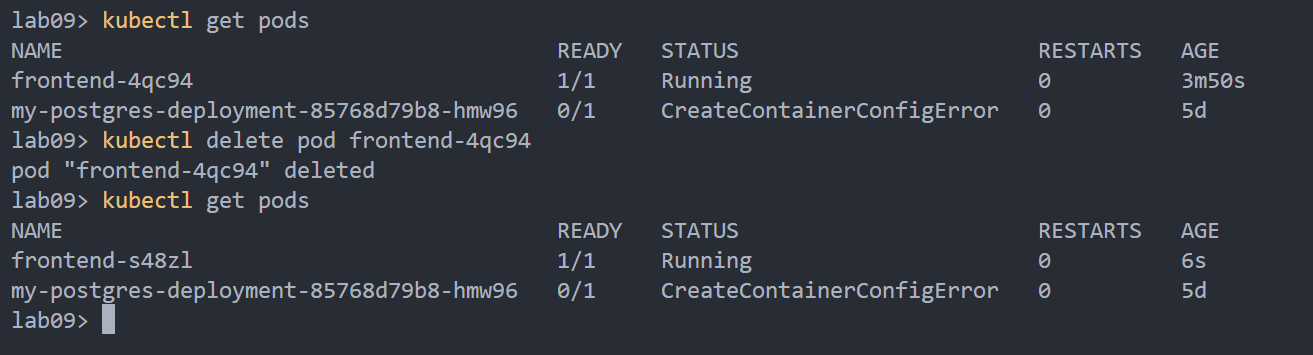 lab09> kubectl get pods
NAME READY STATUS RESTARTS AGE
frontend-4qc94 1/1 Running 0 3m50s
my-postgres-deployment-85768d79b8-hmw96 0/1 CreateContainerConfigError 0 5d
lab09> kubectl delete pod frontend-4qc94
pod "frontend-4qc94" deleted
lab09> kubectl get pods
NAME READY STATUS RESTARTS AGE
frontend-s48zl 1/1 Running 0 6s
my-postgres-deployment-85768d79b8-hmw96 0/1 CreateContainerConfigError 0 5d
lab09>